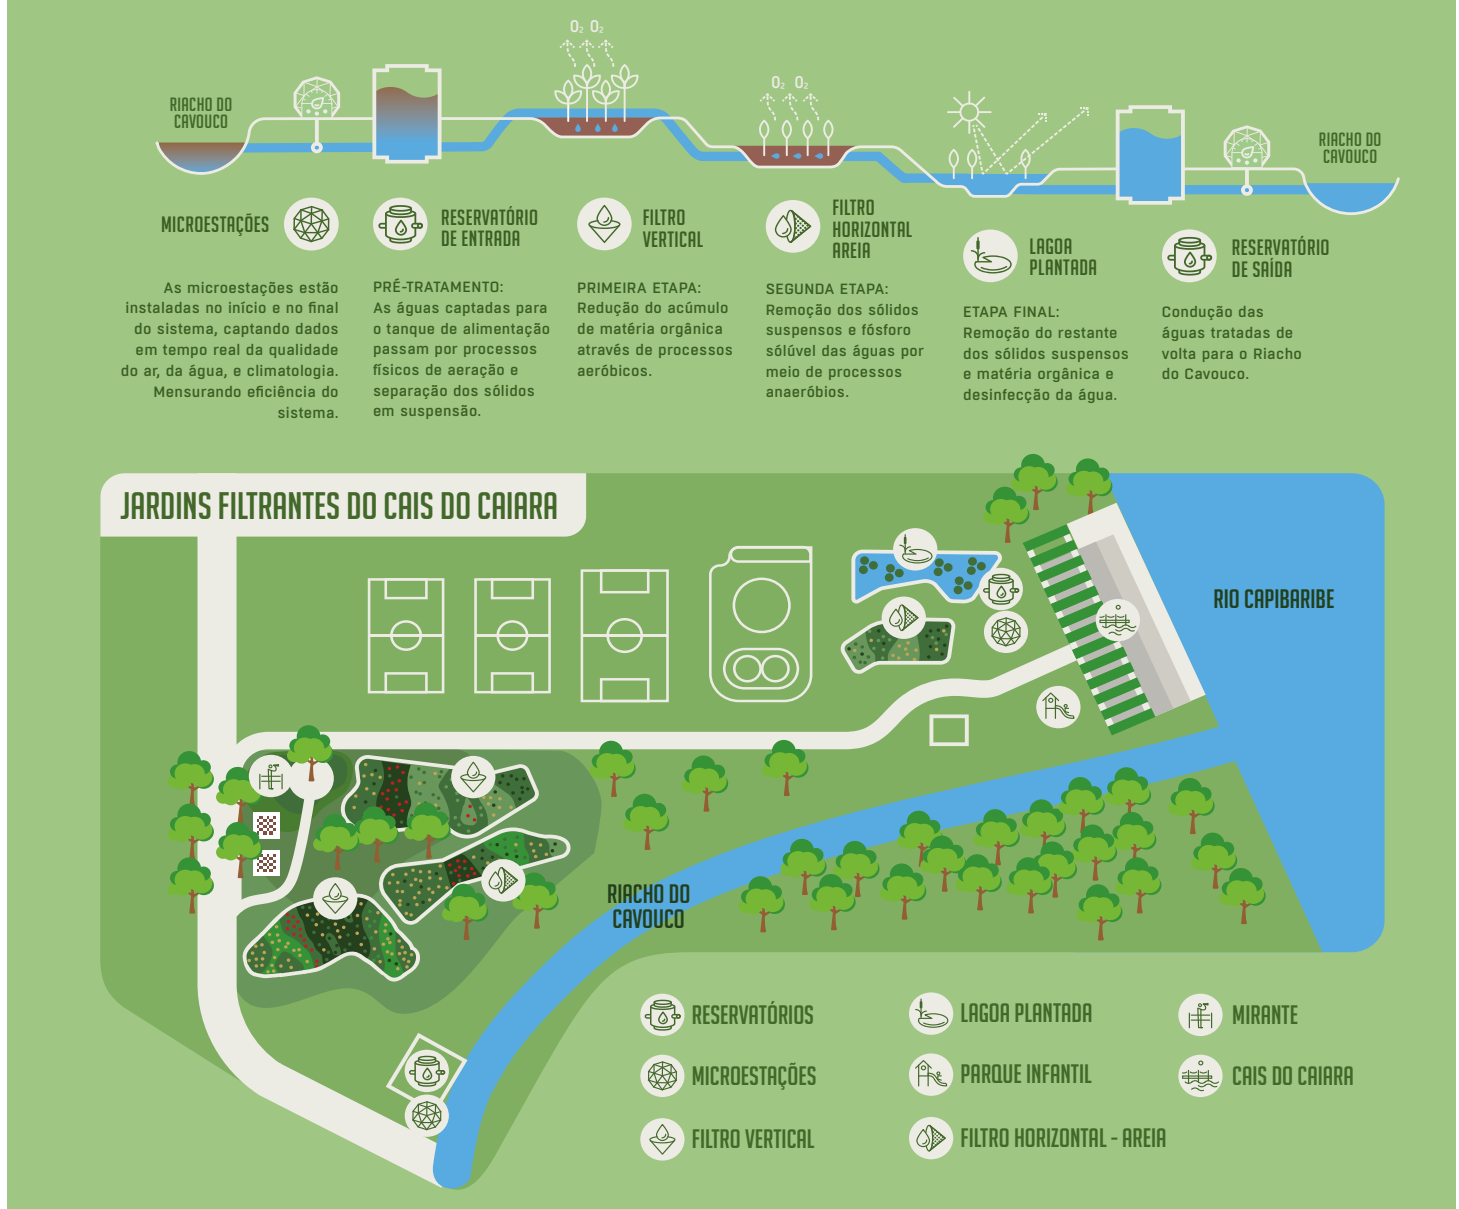 O₂ O₂
O₂ O₂
RIACHO DO
CAVOUCO
RIACHO DO
CAVOUCO
MICROESTAÇÕES
As microestações estão
instaladas no início e no final
do sistema, captando dados
em tempo real da qualidade
do ar, da água, e climatologia.
Mensurando eficiência do
sistema.
RESERVATÓRIO
DE ENTRADA
PRÉ-TRATAMENTO:
As águas captadas para
o tanque de alimentação
passam por processos
físicos de aeração e
separação dos sólidos
em suspensão.
FILTRO
VERTICAL
PRIMEIRA ETAPA:
Redução do acúmulo
de matéria orgânica
através de processos
aeróbicos.
FILTRO
HORIZONTAL
AREIA
SEGUNDA ETAPA:
Remoção dos sólidos
suspensos e fósforo
sólúvel das águas por
meio de processos
anaeróbios.
LAGOA
PLANTADA
ETAPA FINAL:
Remoção do restante
dos sólidos suspensos
e matéria orgânica e
desinfecção da água.
RESERVATÓRIO
DE SAÍDA
Condução das
águas tratadas de
volta para o Riacho
do Cavouco.
JARDINS FILTRANTES DO CAIS DO CAIARA
RIO CAPIBARIBE
RIACHO DO
CAVOUCO
RESERVATÓRIOS
MICROESTAÇÕES
FILTRO VERTICAL
LAGOA PLANTADA
PARQUE INFANTIL
FILTRO HORIZONTAL - AREIA
MIRANTE
CAIS DO CAIARA